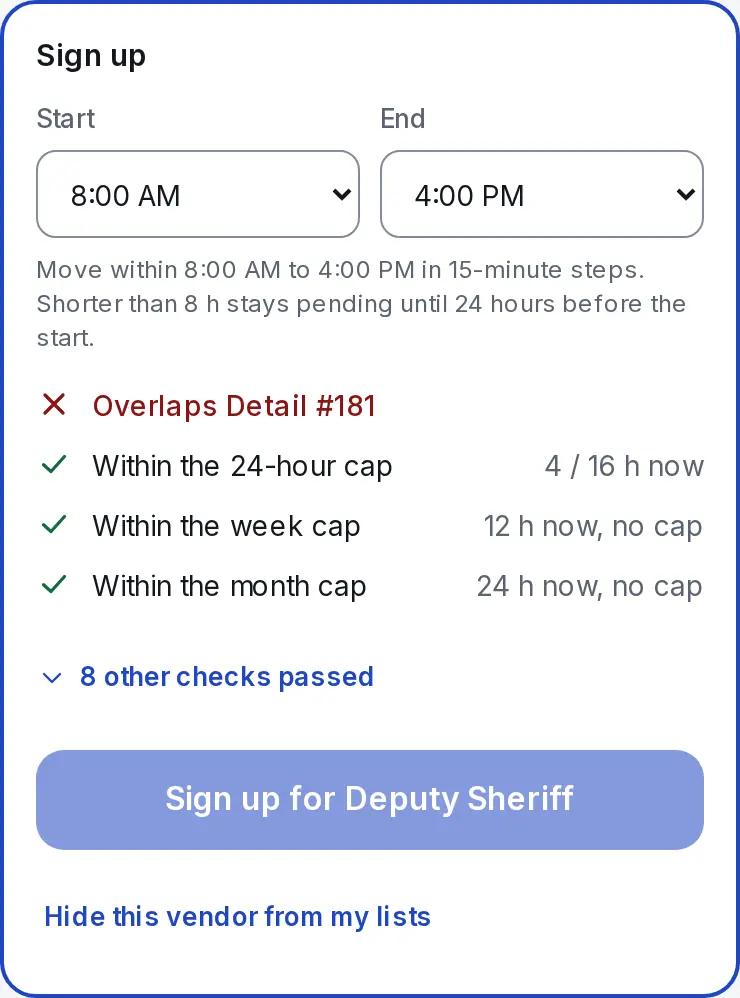 Sign up
Start
End
8:00 AM
4:00 PM
Move within 8:00 AM to 4:00 PM in 15-minute steps.
Shorter than 8 h stays pending until 24 hours before the
start.
Overlaps Detail #181
Within the 24-hour cap 4 / 16 h now
Within the week cap 12 h now, no cap
Within the month cap 24 h now, no cap
8 other checks passed
Sign up for Deputy Sheriff
Hide this vendor from my lists